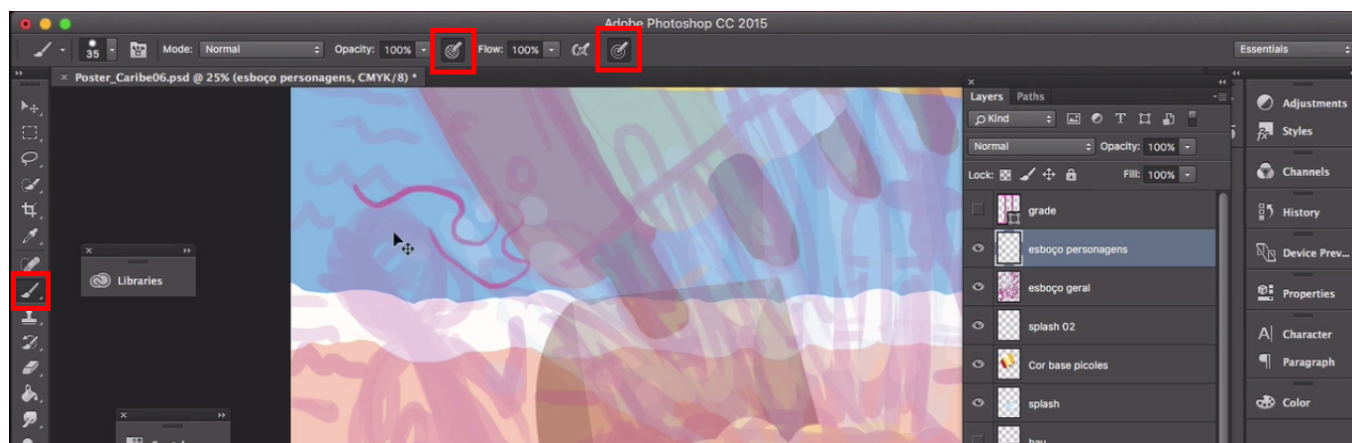 Adobe Photoshop CC 2015
35 Mode: Normal Opacity: 100% Flow: 100% Essentials
× Poster_Caribe06.psd @ 25% (esboço personagens, CMYK/8) *
Layers Paths
Kind
Normal Opacity: 100%
Lock: Fill: 100%
grade
esboço personagens
esboço geral
splash 02
Cor base picoles
splash
Libraries
Adjustments
Styles
Channels
History
Device Prev...
Properties
Character
Paragraph
Color